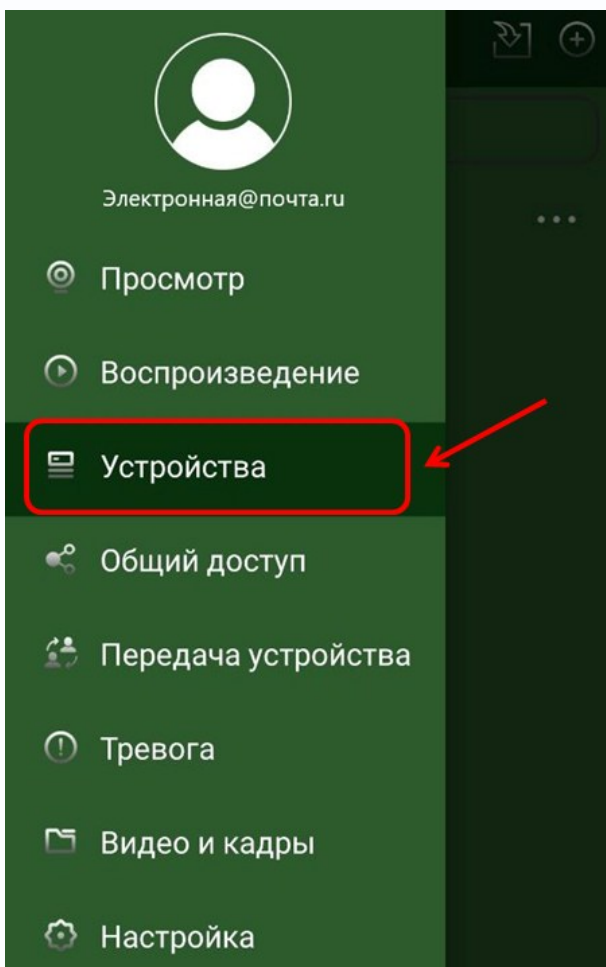 Электронная@почта.ru
Просмотр
Воспроизведение
Устройства
Общий доступ
Передача устройства
Тревога
Видео и кадры
Настройка